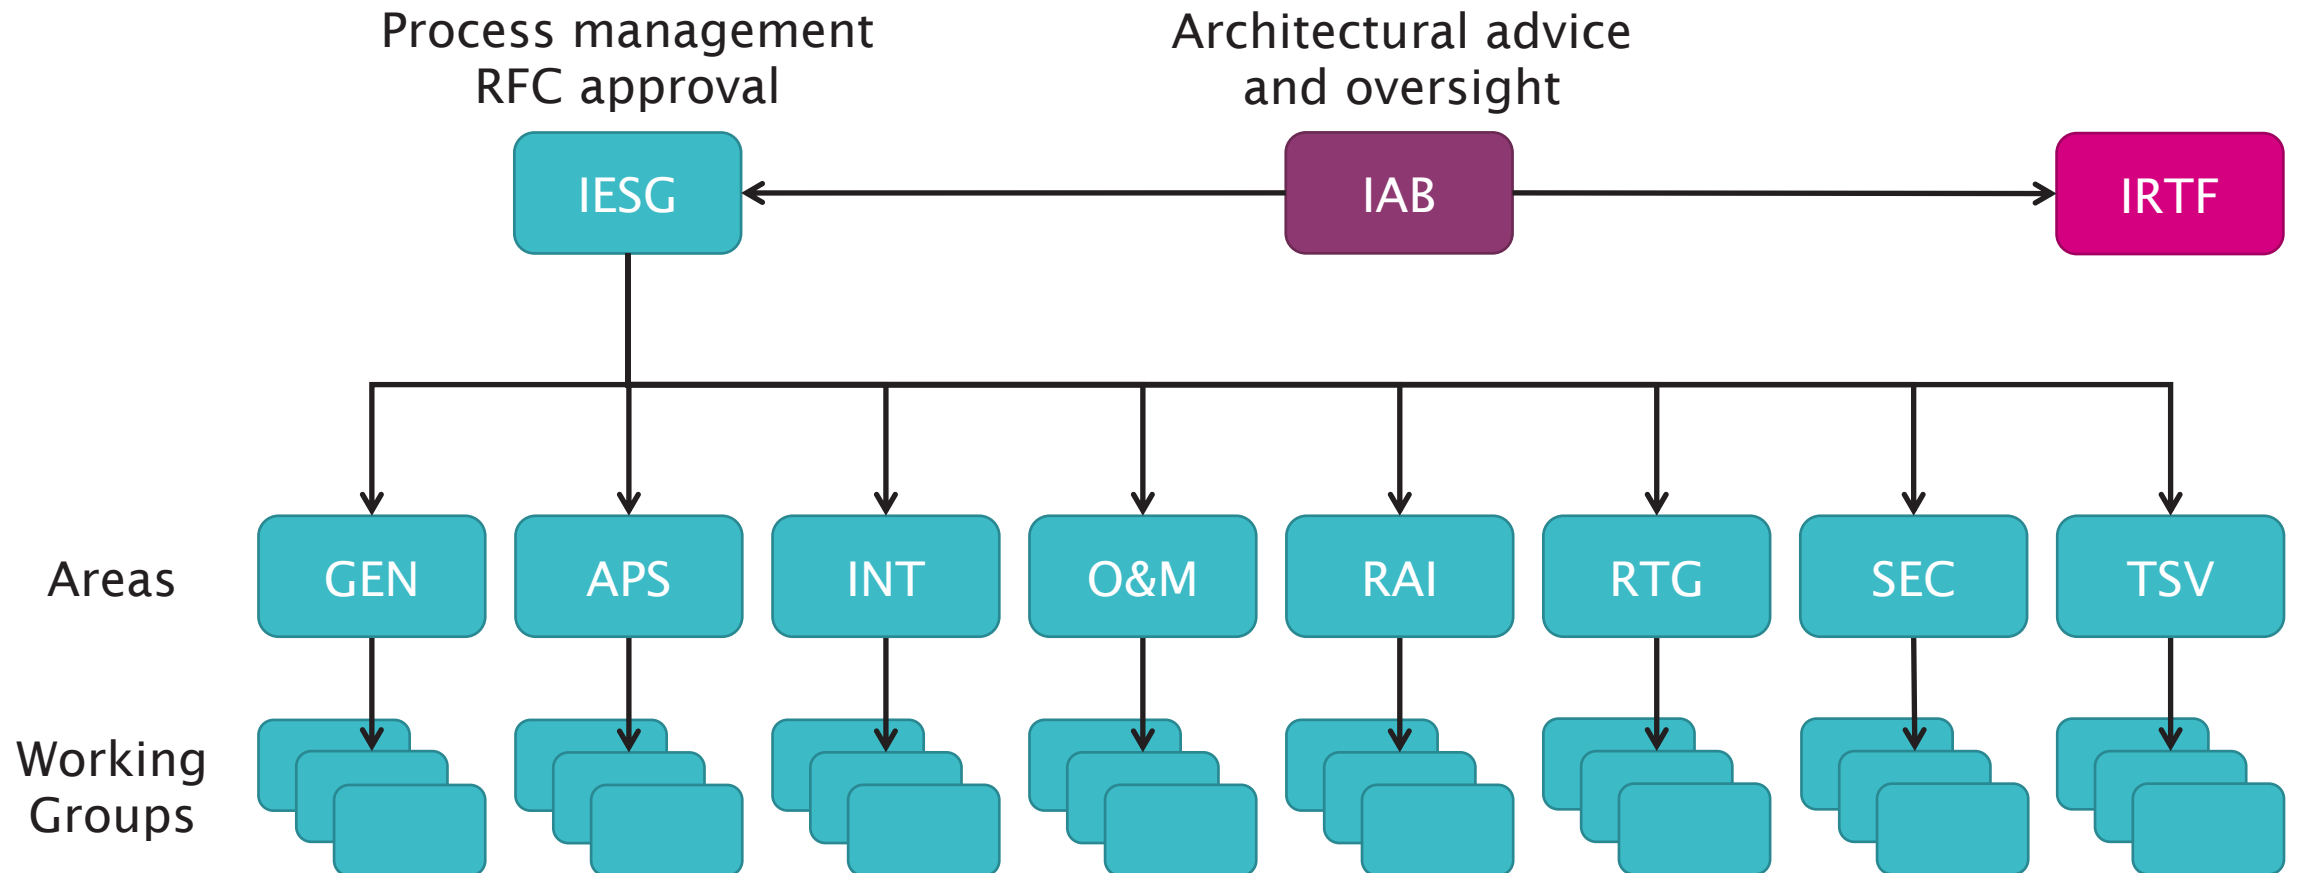 Process management
RFC approval
Architectural advice
and oversight
IESG
IAB
IRTF
Areas
GEN
APS
INT
O&M
RAI
RTG
SEC
TSV
Working
Groups